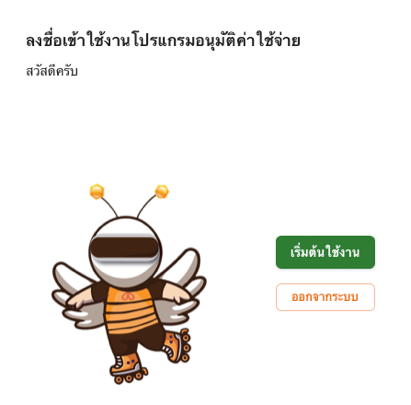 ลงชื่อเข้าใช้งานโปรแกรมอนุมัติค่าใช้จ่าย
สวัสดีครับ
เริ่มต้นใช้งาน
ออกจากระบบ